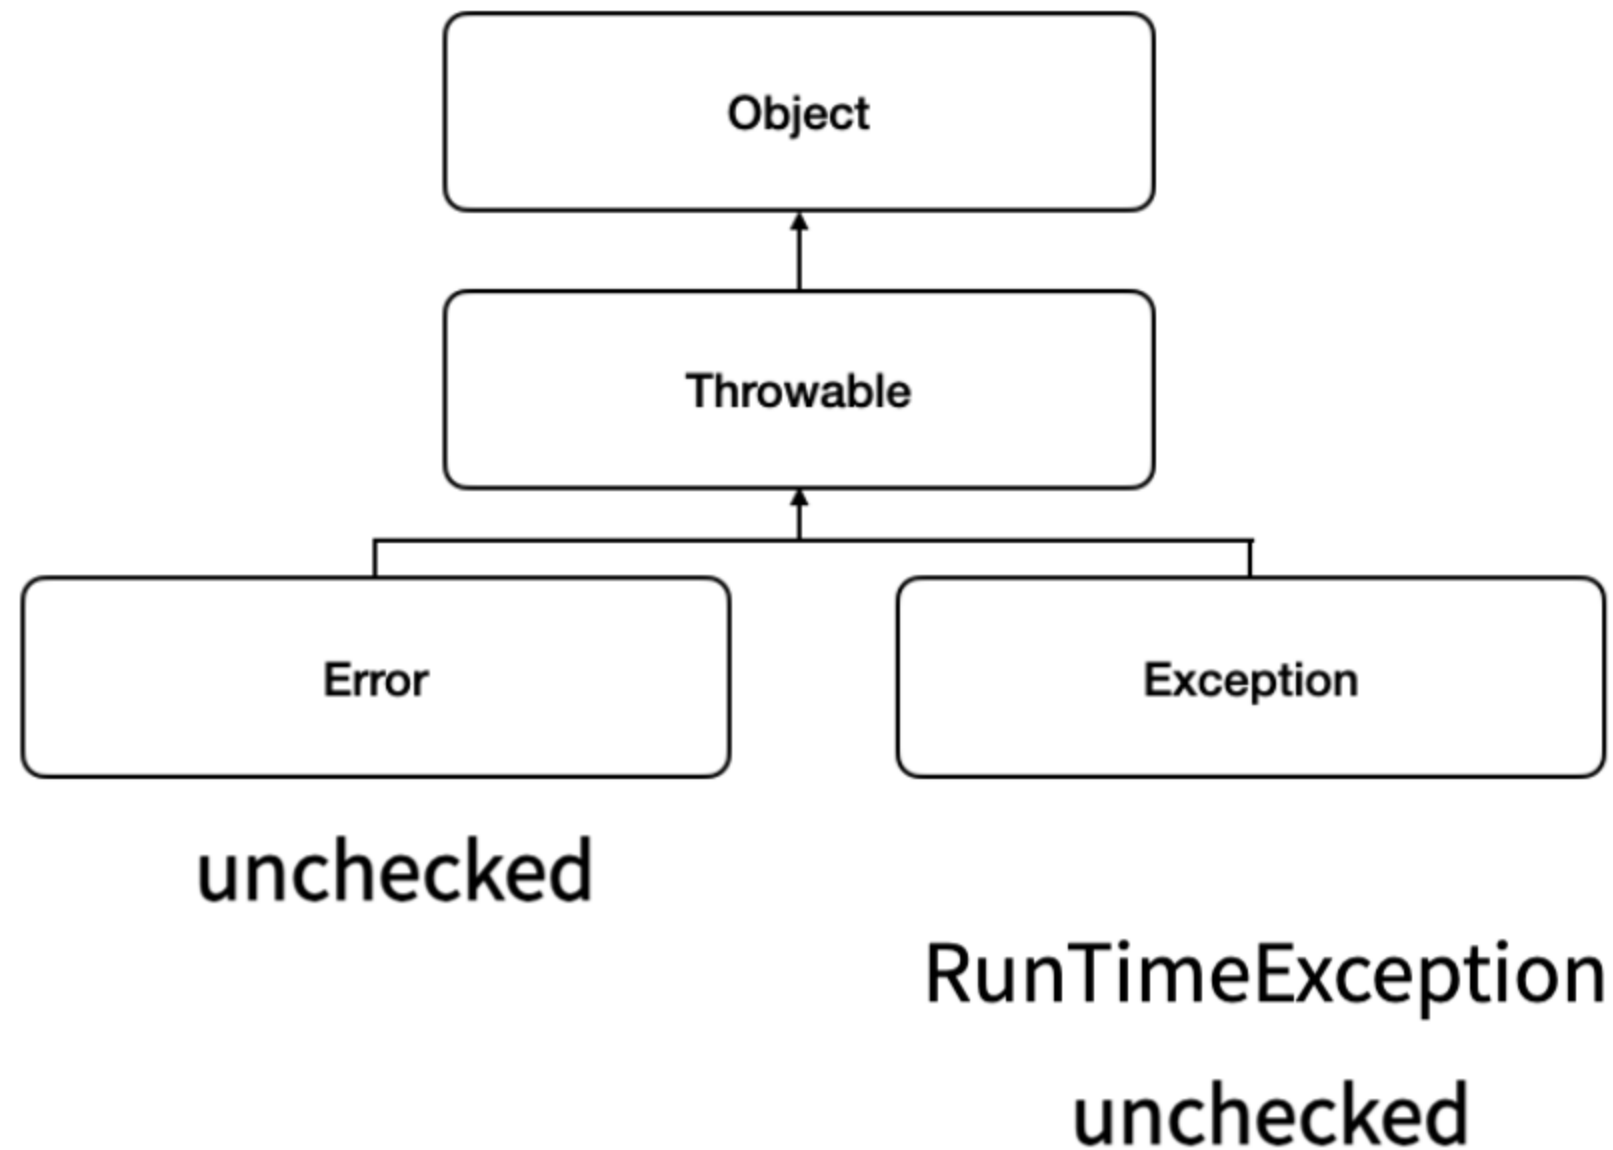 Object
Throwable
Error
Exception
unchecked
RunTimeException
unchecked